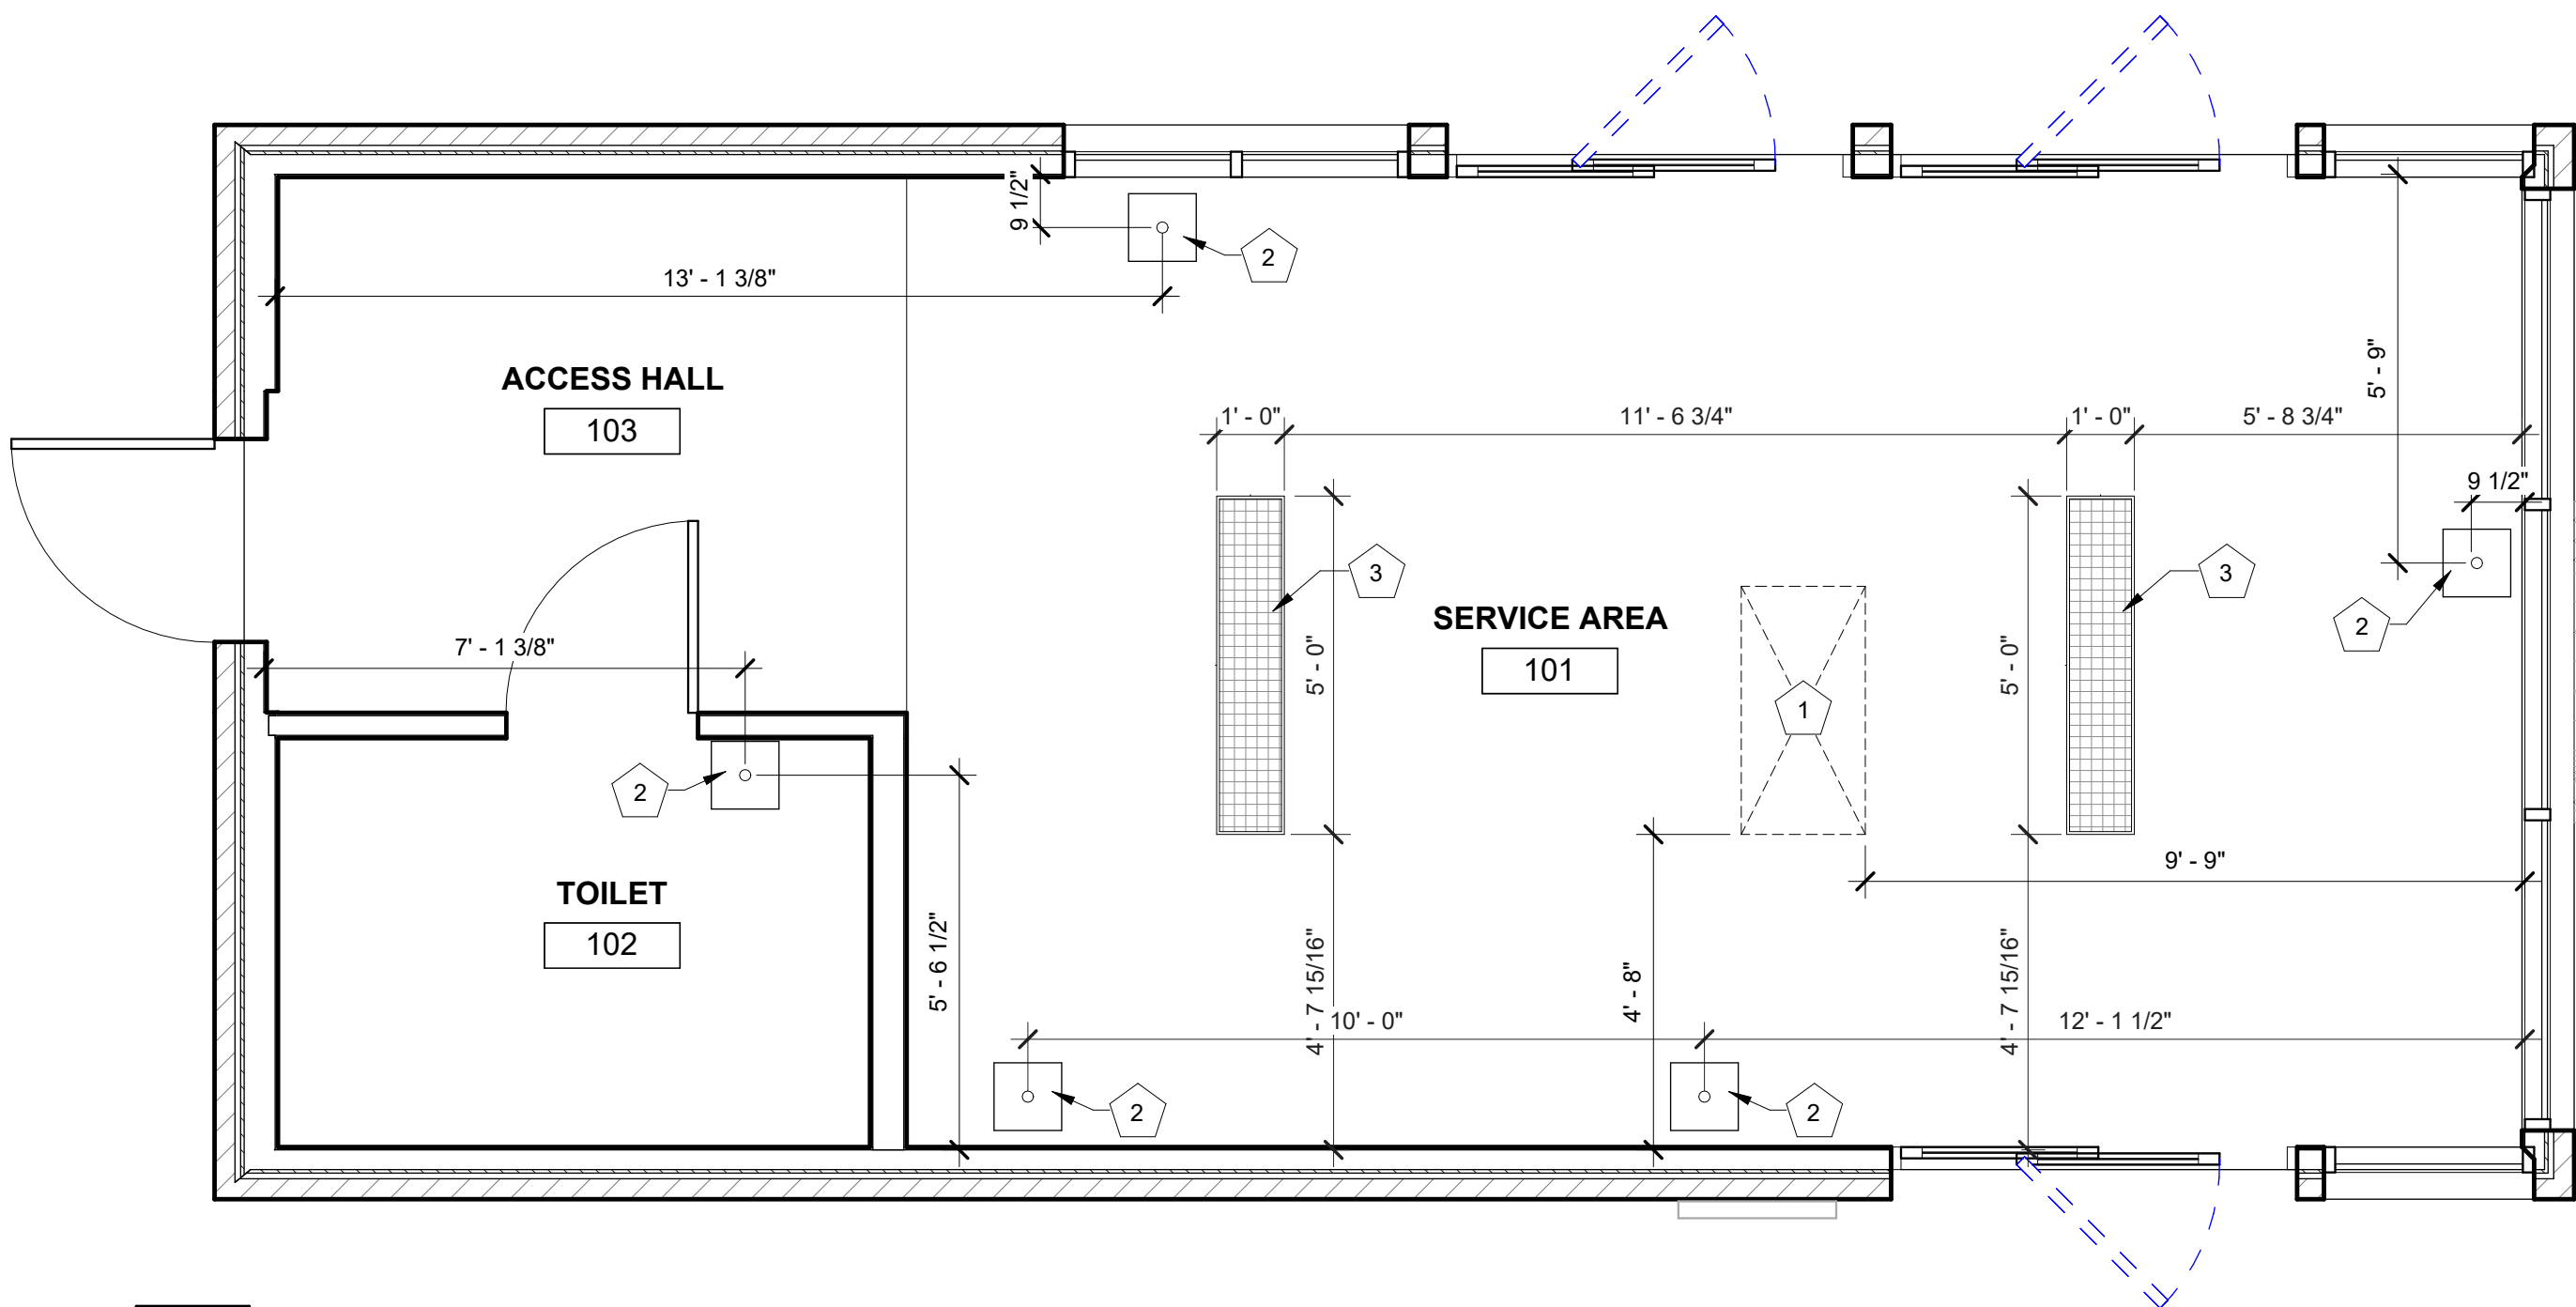 9 1/2"
2
13' - 1 3/8"
5' - 9"
ACCESS HALL
103
1' - 0"
11' - 6 3/4"
1' - 0"
5' - 8 3/4"
9 1/2"
3
3
SERVICE AREA
101
2
7' - 1 3/8"
5' - 0"
5' - 0"
1
2
9' - 9"
TOILET
102
5' - 6 1/2"
4' - 7 15/16"
4' - 8"
4' - 7 15/16"
10' - 0"
12' - 1 1/2"
2
2